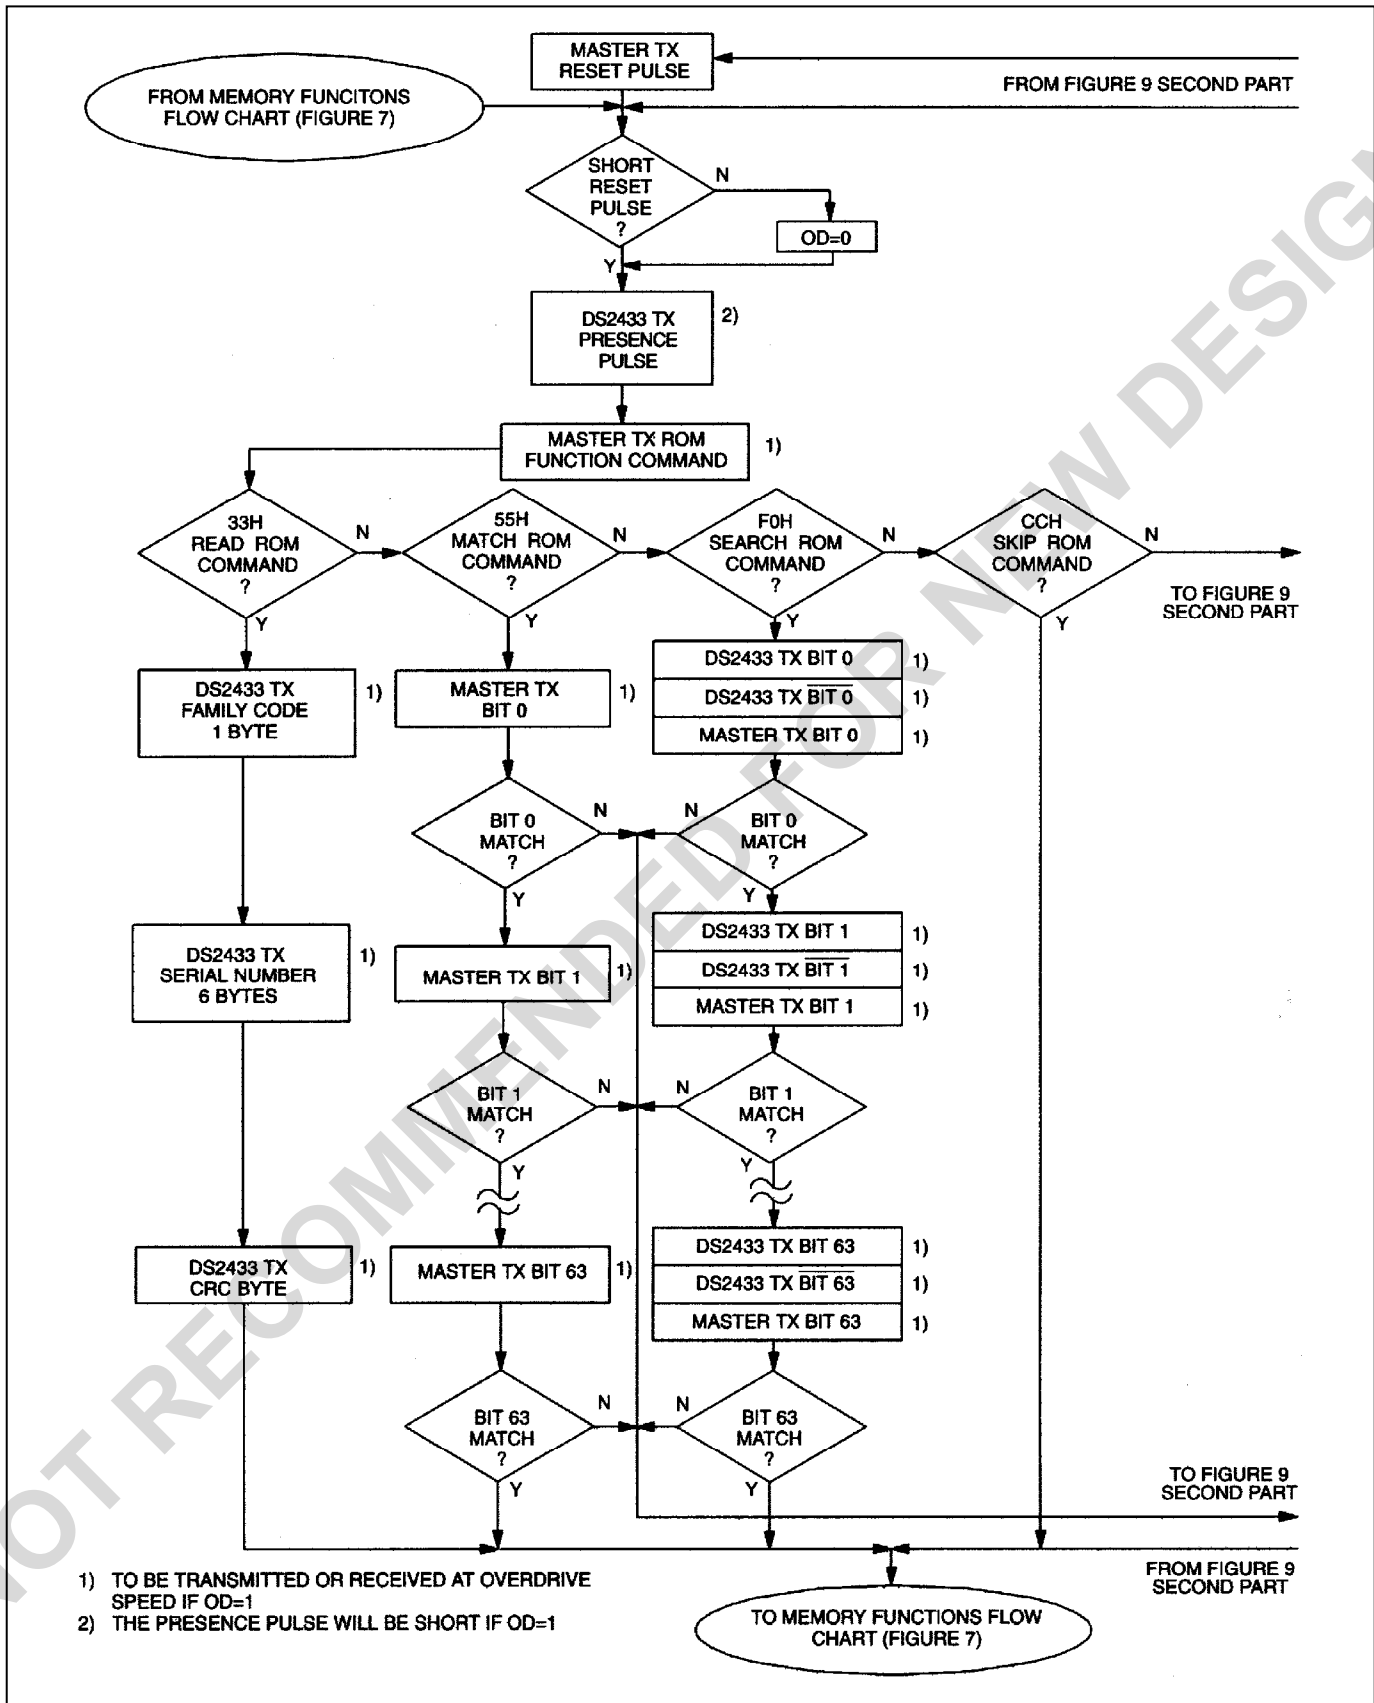 MASTER TX
RESET PULSE
FROM FIGURE 9 SECOND PART
FROM MEMORY FUNCITONS
FLOW CHART (FIGURE 7)
SHORT
RESET
PULSE
?
N
OD=0
Y
DS2433 TX
PRESENCE
PULSE
2)
MASTER TX ROM
FUNCTION COMMAND
1)
33H
READ ROM
COMMAND
?
N
Y
55H
MATCH ROM
COMMAND
?
N
Y
F0H
SEARCH ROM
COMMAND
?
N
Y
CCH
SKIP ROM
COMMAND
?
N
Y
TO FIGURE 9
SECOND PART
DS2433 TX
FAMILY CODE
1 BYTE
1)
MASTER TX
BIT 0
1)
DS2433 TX BIT 0
1)
DS2433 TX BIT 0
1)
MASTER TX BIT 0
1)
BIT 0
MATCH
?
N
Y
N
BIT 0
MATCH
?
Y
DS2433 TX
SERIAL NUMBER
6 BYTES
1)
MASTER TX BIT 1
1)
DS2433 TX BIT 1
1)
DS2433 TX BIT 1
1)
MASTER TX BIT 1
1)
BIT 1
MATCH
?
N
Y
N
BIT 1
MATCH
?
Y
DS2433 TX
CRC BYTE
1)
MASTER TX BIT 63
1)
DS2433 TX BIT 63
1)
DS2433 TX BIT 63
1)
MASTER TX BIT 63
1)
BIT 63
MATCH
?
N
Y
N
BIT 63
MATCH
?
Y
TO FIGURE 9
SECOND PART
FROM FIGURE 9
SECOND PART
1) TO BE TRANSMITTED OR RECEIVED AT OVERDRIVE
SPEED IF OD=1
2) THE PRESENCE PULSE WILL BE SHORT IF OD=1
TO MEMORY FUNCTIONS FLOW
CHART (FIGURE 7)
NOT RECOMMENDED FOR NEW DESIGN